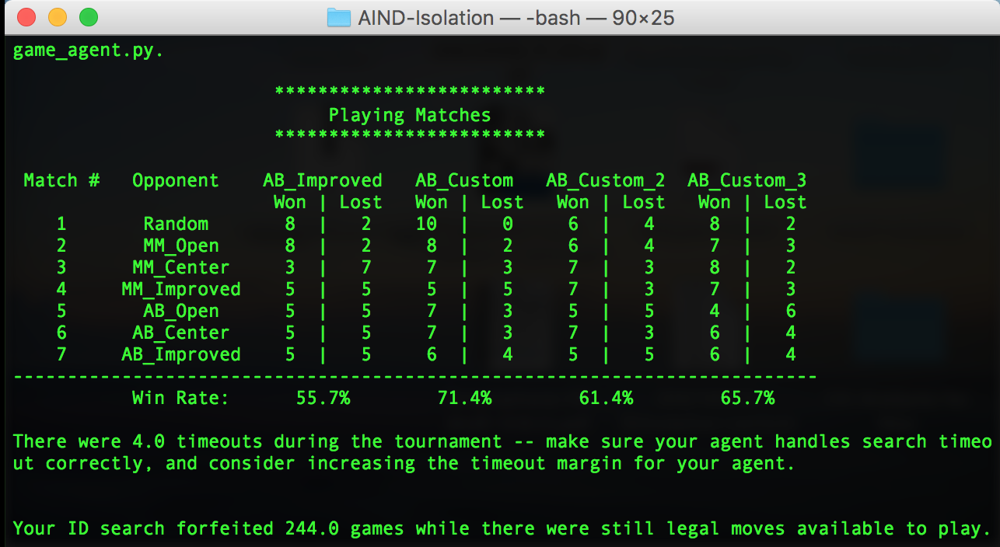 AIND-Isolation — -bash — 90×25
game_agent.py.
*************************
Playing Matches
*************************
Match # Opponent AB_Improved AB_Custom AB_Custom_2 AB_Custom_3
Won | Lost Won | Lost Won | Lost Won | Lost
1 Random 8 | 2 10 | 0 6 | 4 8 | 2
2 MM_Open 8 | 2 8 | 2 6 | 4 7 | 3
3 MM_Center 3 | 7 7 | 3 7 | 3 8 | 2
4 MM_Improved 5 | 5 5 | 5 7 | 3 7 | 3
5 AB_Open 5 | 5 7 | 3 5 | 5 4 | 6
6 AB_Center 5 | 5 7 | 3 7 | 3 6 | 4
7 AB_Improved 5 | 5 6 | 4 5 | 5 6 | 4
--------------------------------------------------------------------------
Win Rate: 55.7% 71.4% 61.4% 65.7%
There were 4.0 timeouts during the tournament -- make sure your agent handles search timeo
ut correctly, and consider increasing the timeout margin for your agent.
Your ID search forfeited 244.0 games while there were still legal moves available to play.